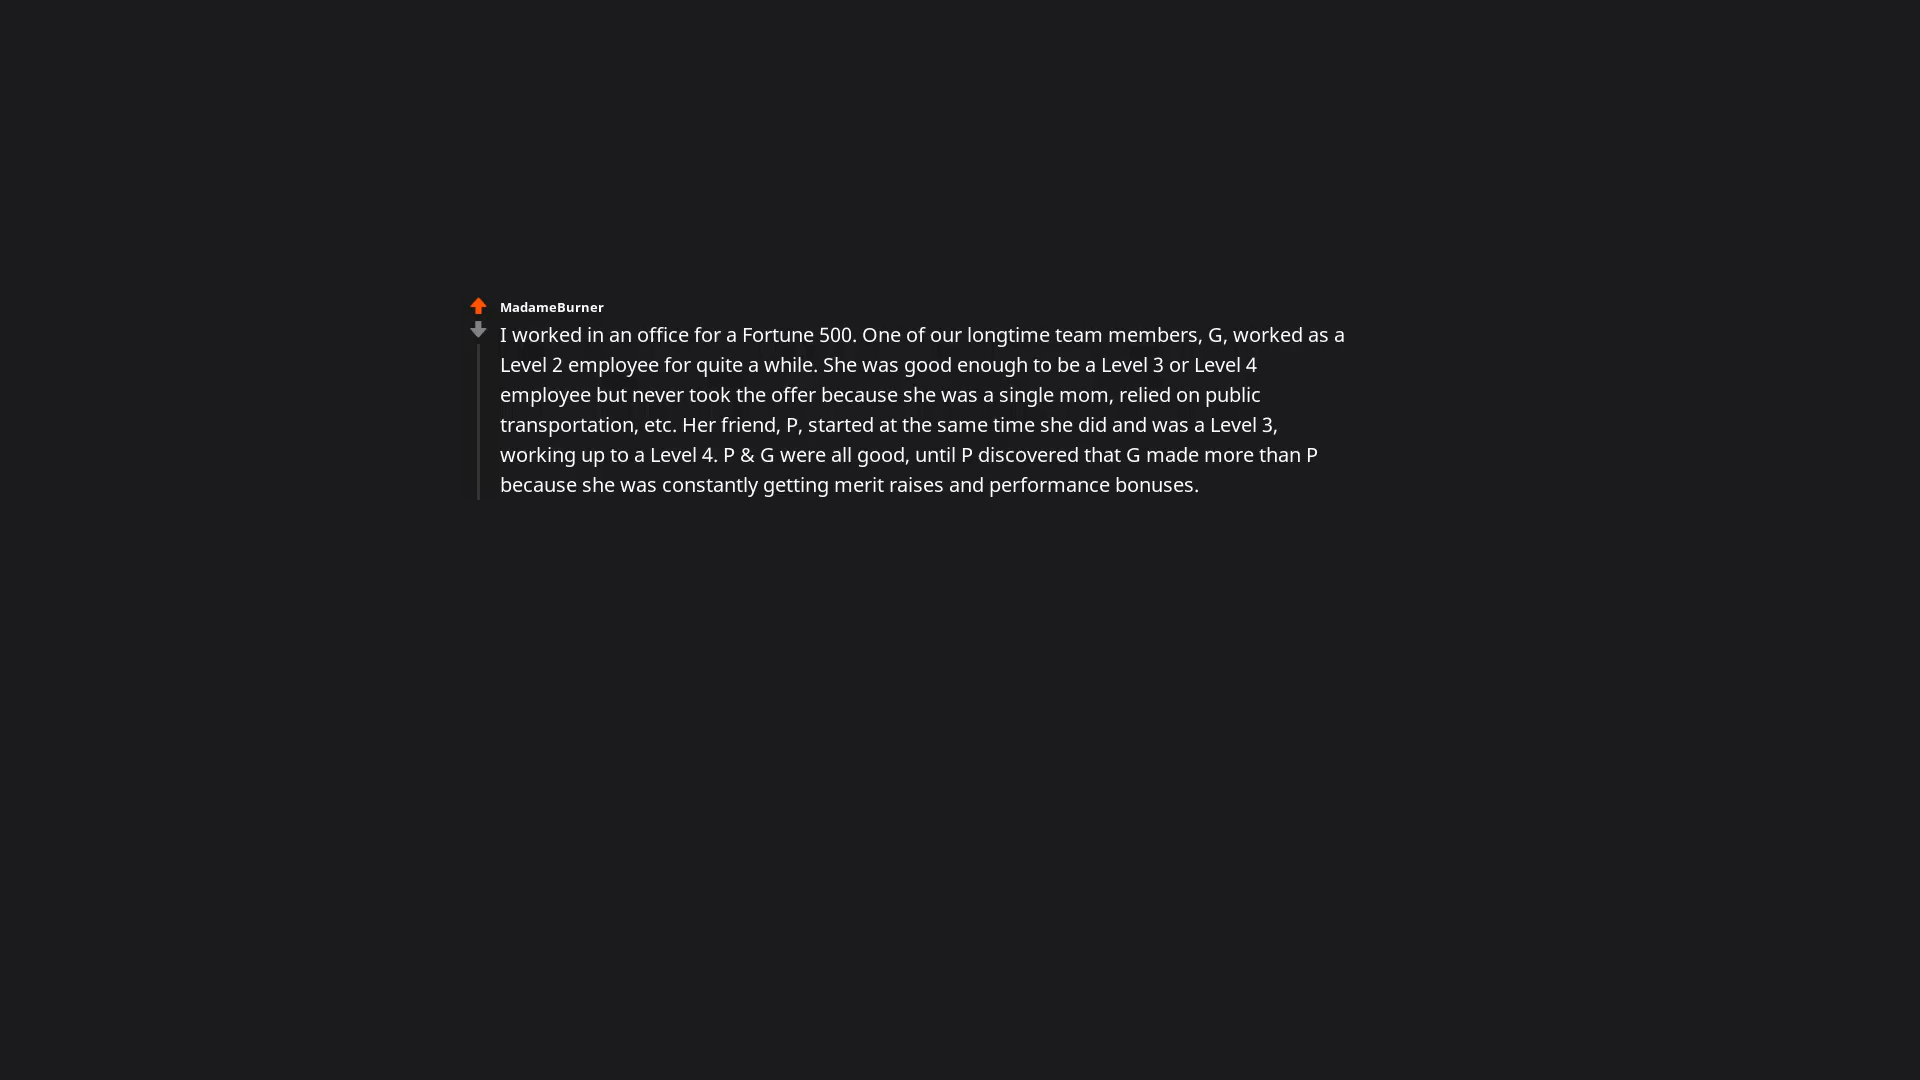 MadameBurner
I worked in an office for a Fortune 500. One of our longtime team members, G, worked as a
Level 2 employee for quite a while. She was good enough to be a Level 3 or Level 4
employee but never took the offer because she was a single mom, relied on public
transportation, etc. Her friend, P, started at the same time she did and was a Level 3,
working up to a Level 4. P & G were all good, until P discovered that G made more than P
because she was constantly getting merit raises and performance bonuses.